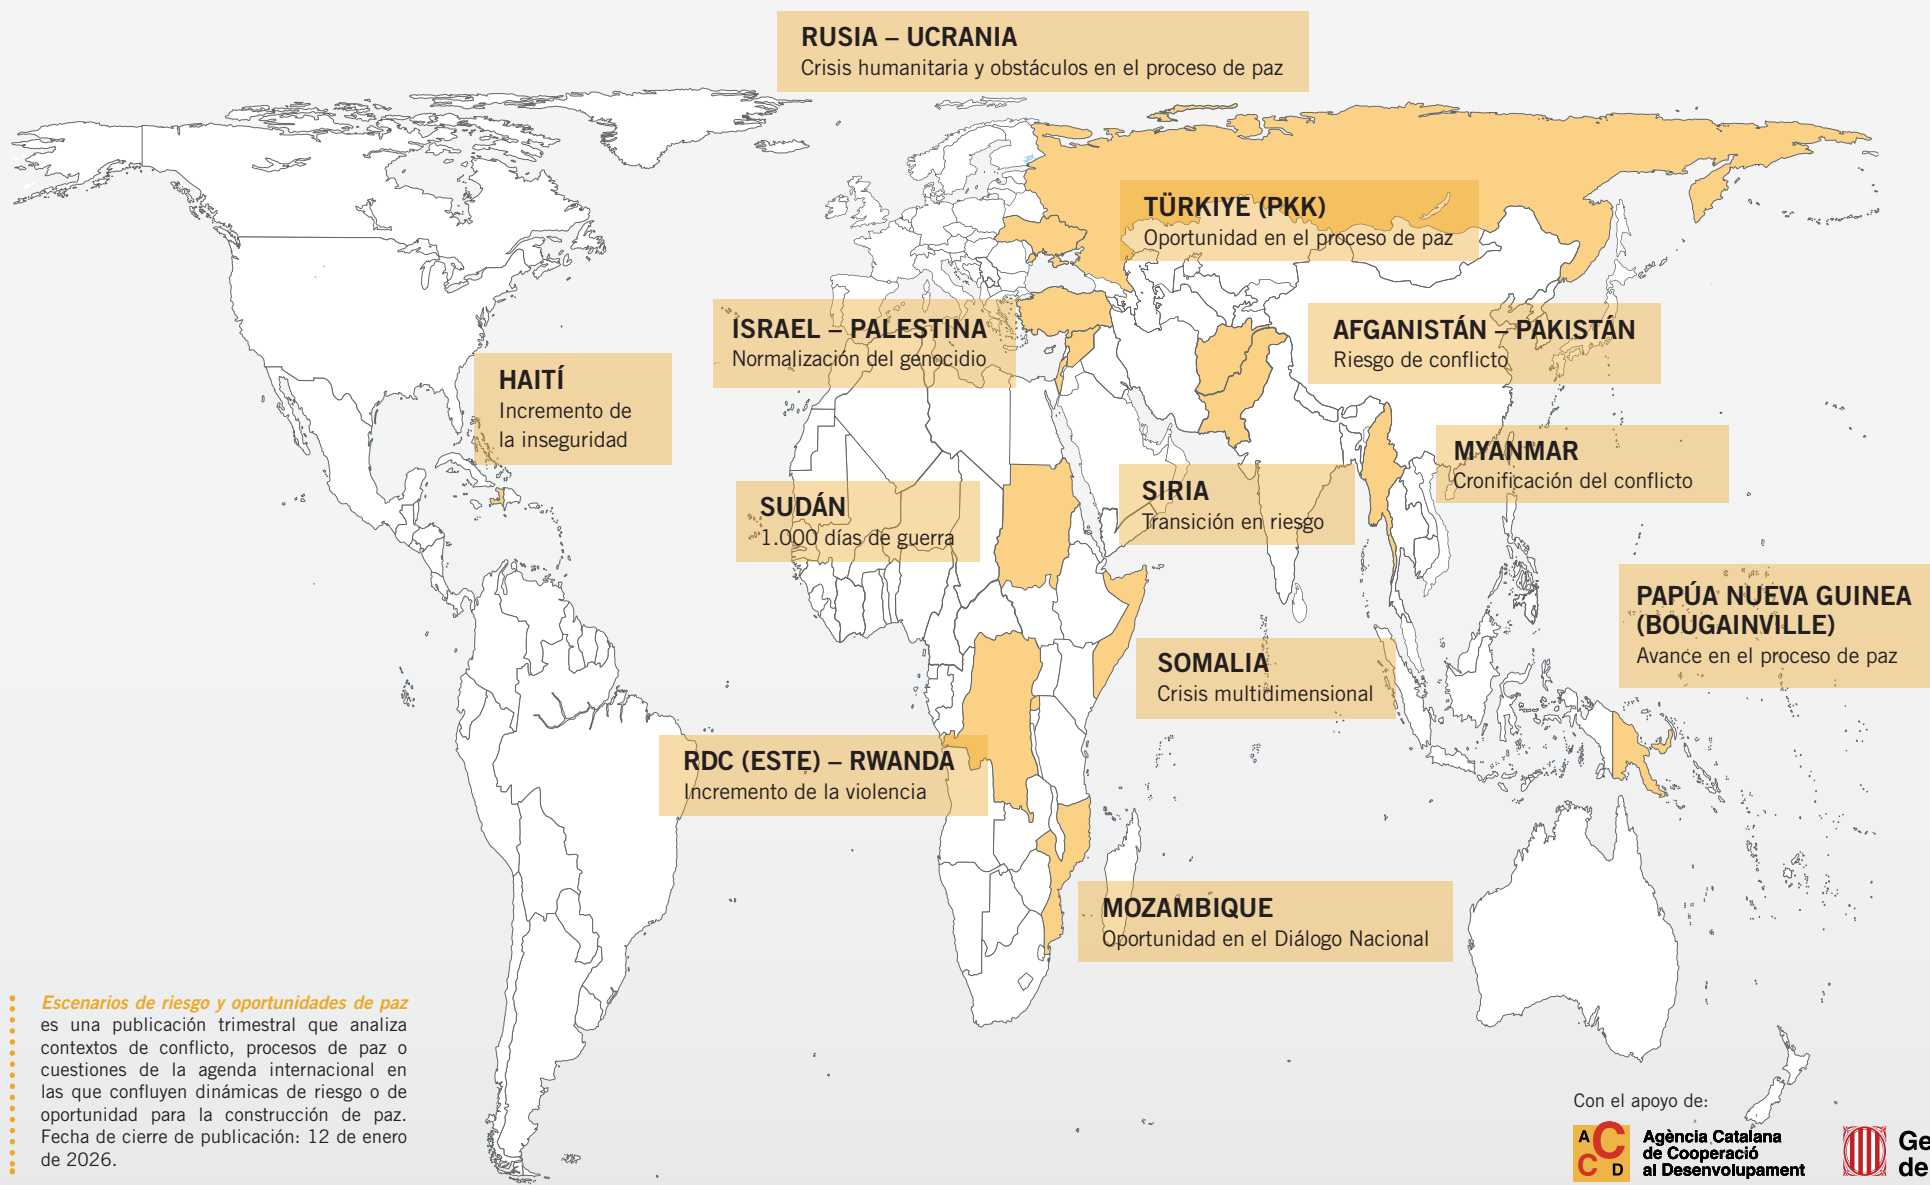 RUSIA – UCRANIA
Crisis humanitaria y obstáculos en el proceso de paz
TÜRKIYE (PKK)
Oportunidad en el proceso de paz
ISRAEL – PALESTINA
Normalización del genocidio
AFGANISTÁN – PAKISTÁN
Riesgo de conflicto
HAITÍ
Incremento de
la inseguridad
MYANMAR
Cronificación del conflicto
SUDÁN
1.000 días de guerra
SIRIA
Transición en riesgo
PAPÚA NUEVA GUINEA
(BOUGAINVILLE)
Avance en el proceso de paz
SOMALIA
Crisis multidimensional
RDC (ESTE) – RWANDA
Incremento de la violencia
MOZAMBIQUE
Oportunidad en el Diálogo Nacional
Escenarios de riesgo y oportunidades de paz
es una publicación trimestral que analiza
contextos de conflicto, procesos de paz o
cuestiones de la agenda internacional en
las que confluyen dinámicas de riesgo o de
oportunidad para la construcción de paz.
Fecha de cierre de publicación: 12 de enero
de 2026.
Con el apoyo de:
A C C D
Agència Catalana
de Cooperació
al Desenvolupament
Ge
de